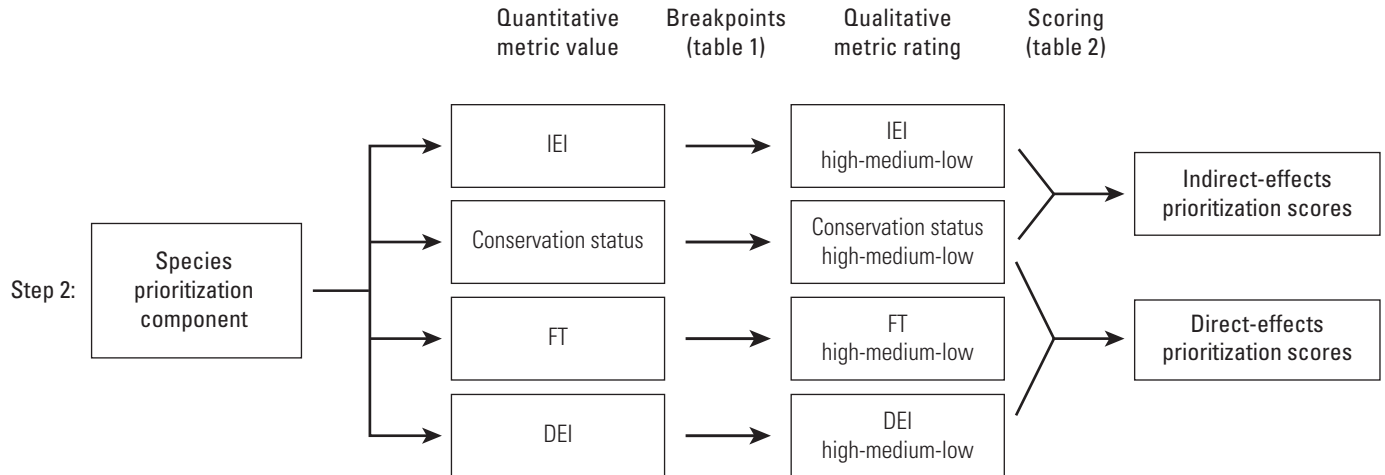 Quantitative
metric value
Breakpoints
(table 1)
Qualitative
metric rating
Scoring
(table 2)
Step 2:
Species
prioritization
component
IEI
Conservation status
FT
DEI
IEI
high-medium-low
Conservation status
high-medium-low
FT
high-medium-low
DEI
high-medium-low
Indirect-effects
prioritization scores
Direct-effects
prioritization scores